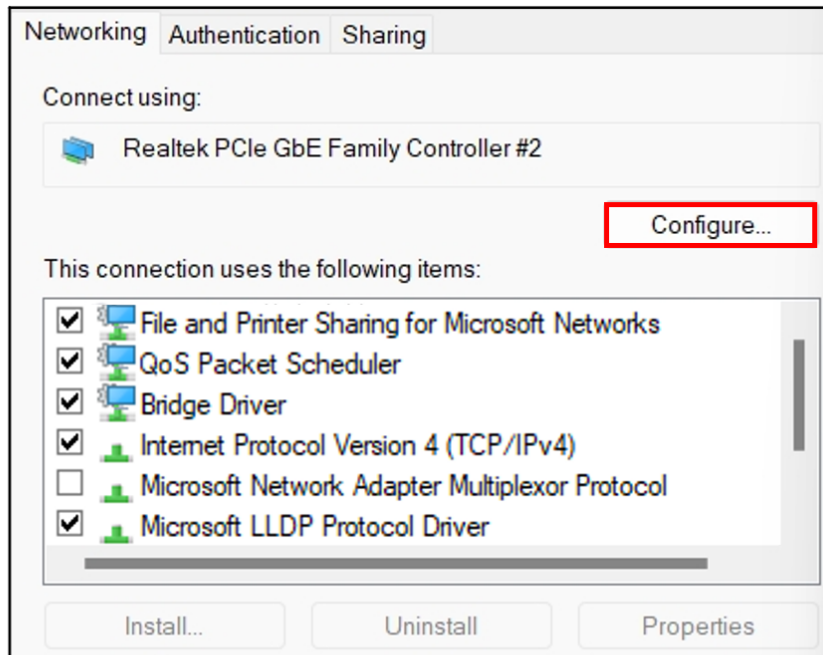 Networking Authentication Sharing
Connect using:
Realtek PCIe GbE Family Controller #2
Configure...
This connection uses the following items:
File and Printer Sharing for Microsoft Networks
QoS Packet Scheduler
Bridge Driver
Internet Protocol Version 4 (TCP/IPv4)
Microsoft Network Adapter Multiplexor Protocol
Microsoft LLDP Protocol Driver
Install... Uninstall Properties